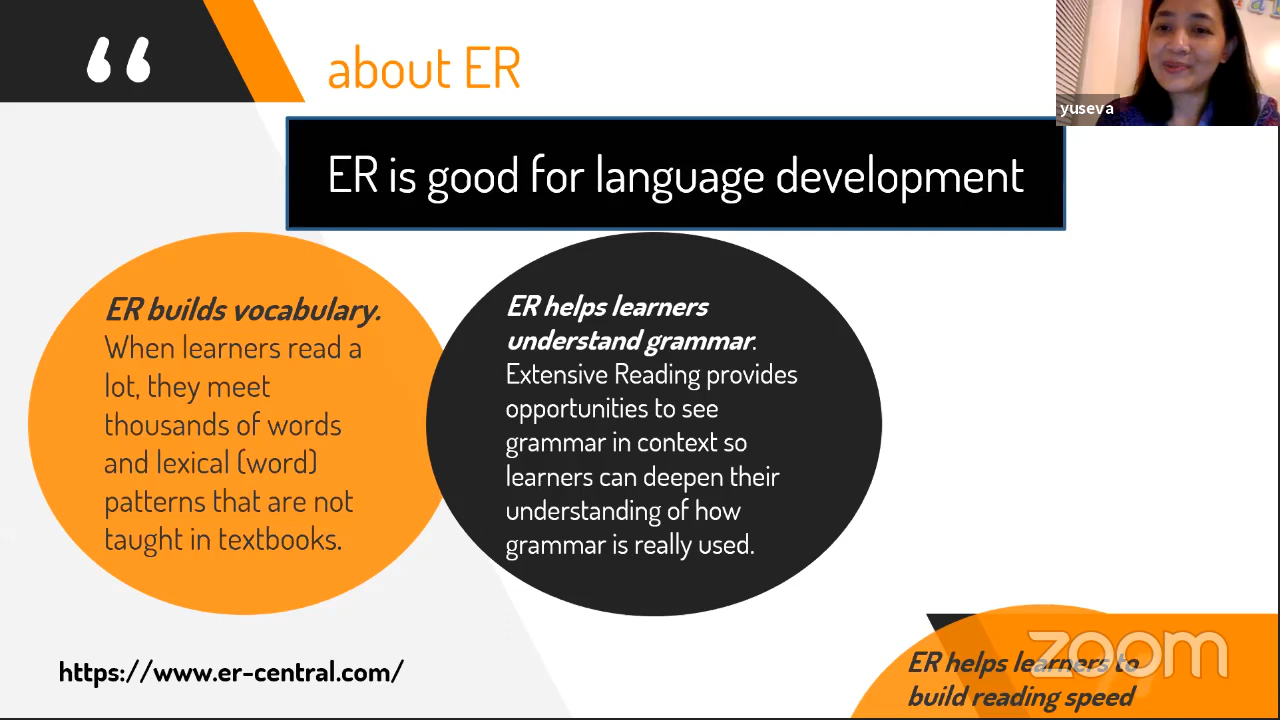 “
about ER
yuseva
ER is good for language development
ER builds vocabulary.
When learners read a
lot, they meet
thousands of words
and lexical (word)
patterns that are not
taught in textbooks.
ER helps learners
understand grammar.
Extensive Reading provides
opportunities to see
grammar in context so
learners can deepen their
understanding of how
grammar is really used.
https://www.er-central.com/
ER helps learners to
build reading speed
zoom